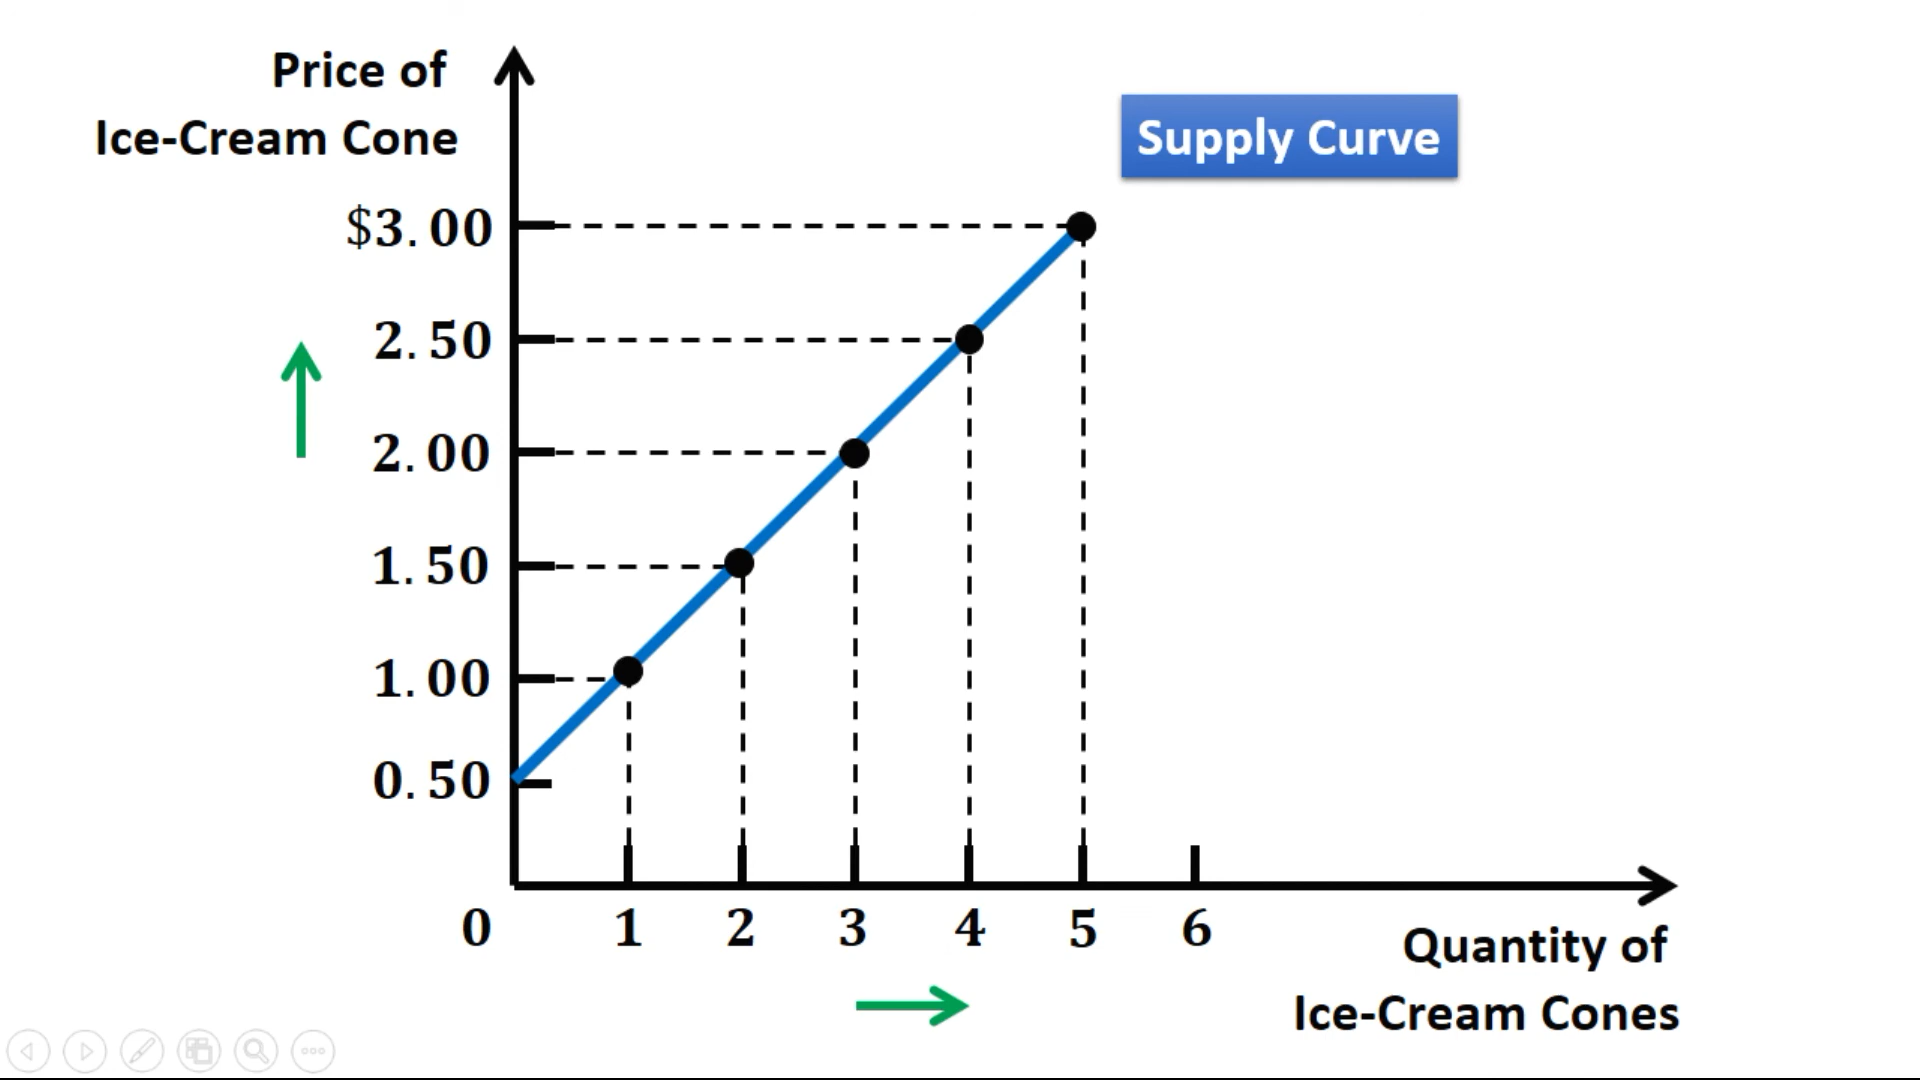 Price of
Ice-Cream Cone
Supply Curve
$3.00
2.50
2.00
1.50
1.00
0.50
0 1 2 3 4 5 6
Quantity of
Ice-Cream Cones